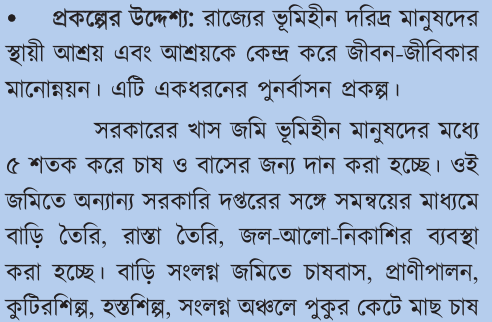 • প্রকল্পের উদ্দেশ্য: রাজ্যের ভূমিহীন দরিদ্র মানুষদের
স্থায়ী আশ্রয় এবং আশ্রয়কে কেন্দ্র করে জীবন-জীবিকার
মানোন্নয়ন। এটি একধরনের পুনর্বাসন প্রকল্প।
সরকারের খাস জমি ভূমিহীন মানুষদের মধ্যে
৫ শতক করে চাষ ও বাসের জন্য দান করা হচ্ছে। ওই
জমিতে অন্যান্য সরকারি দপ্তরের সঙ্গে সমন্বয়ের মাধ্যমে
বাড়ি তৈরি, রাস্তা তৈরি, জল-আলো-নিকাশির ব্যবস্থা
করা হচ্ছে। বাড়ি সংলগ্ন জমিতে চাষবাস, প্রাণীপালন,
কুটিরশিল্প, হস্তশিল্প, সংলগ্ন অঞ্চলে পুকুর কেটে মাছ চাষ